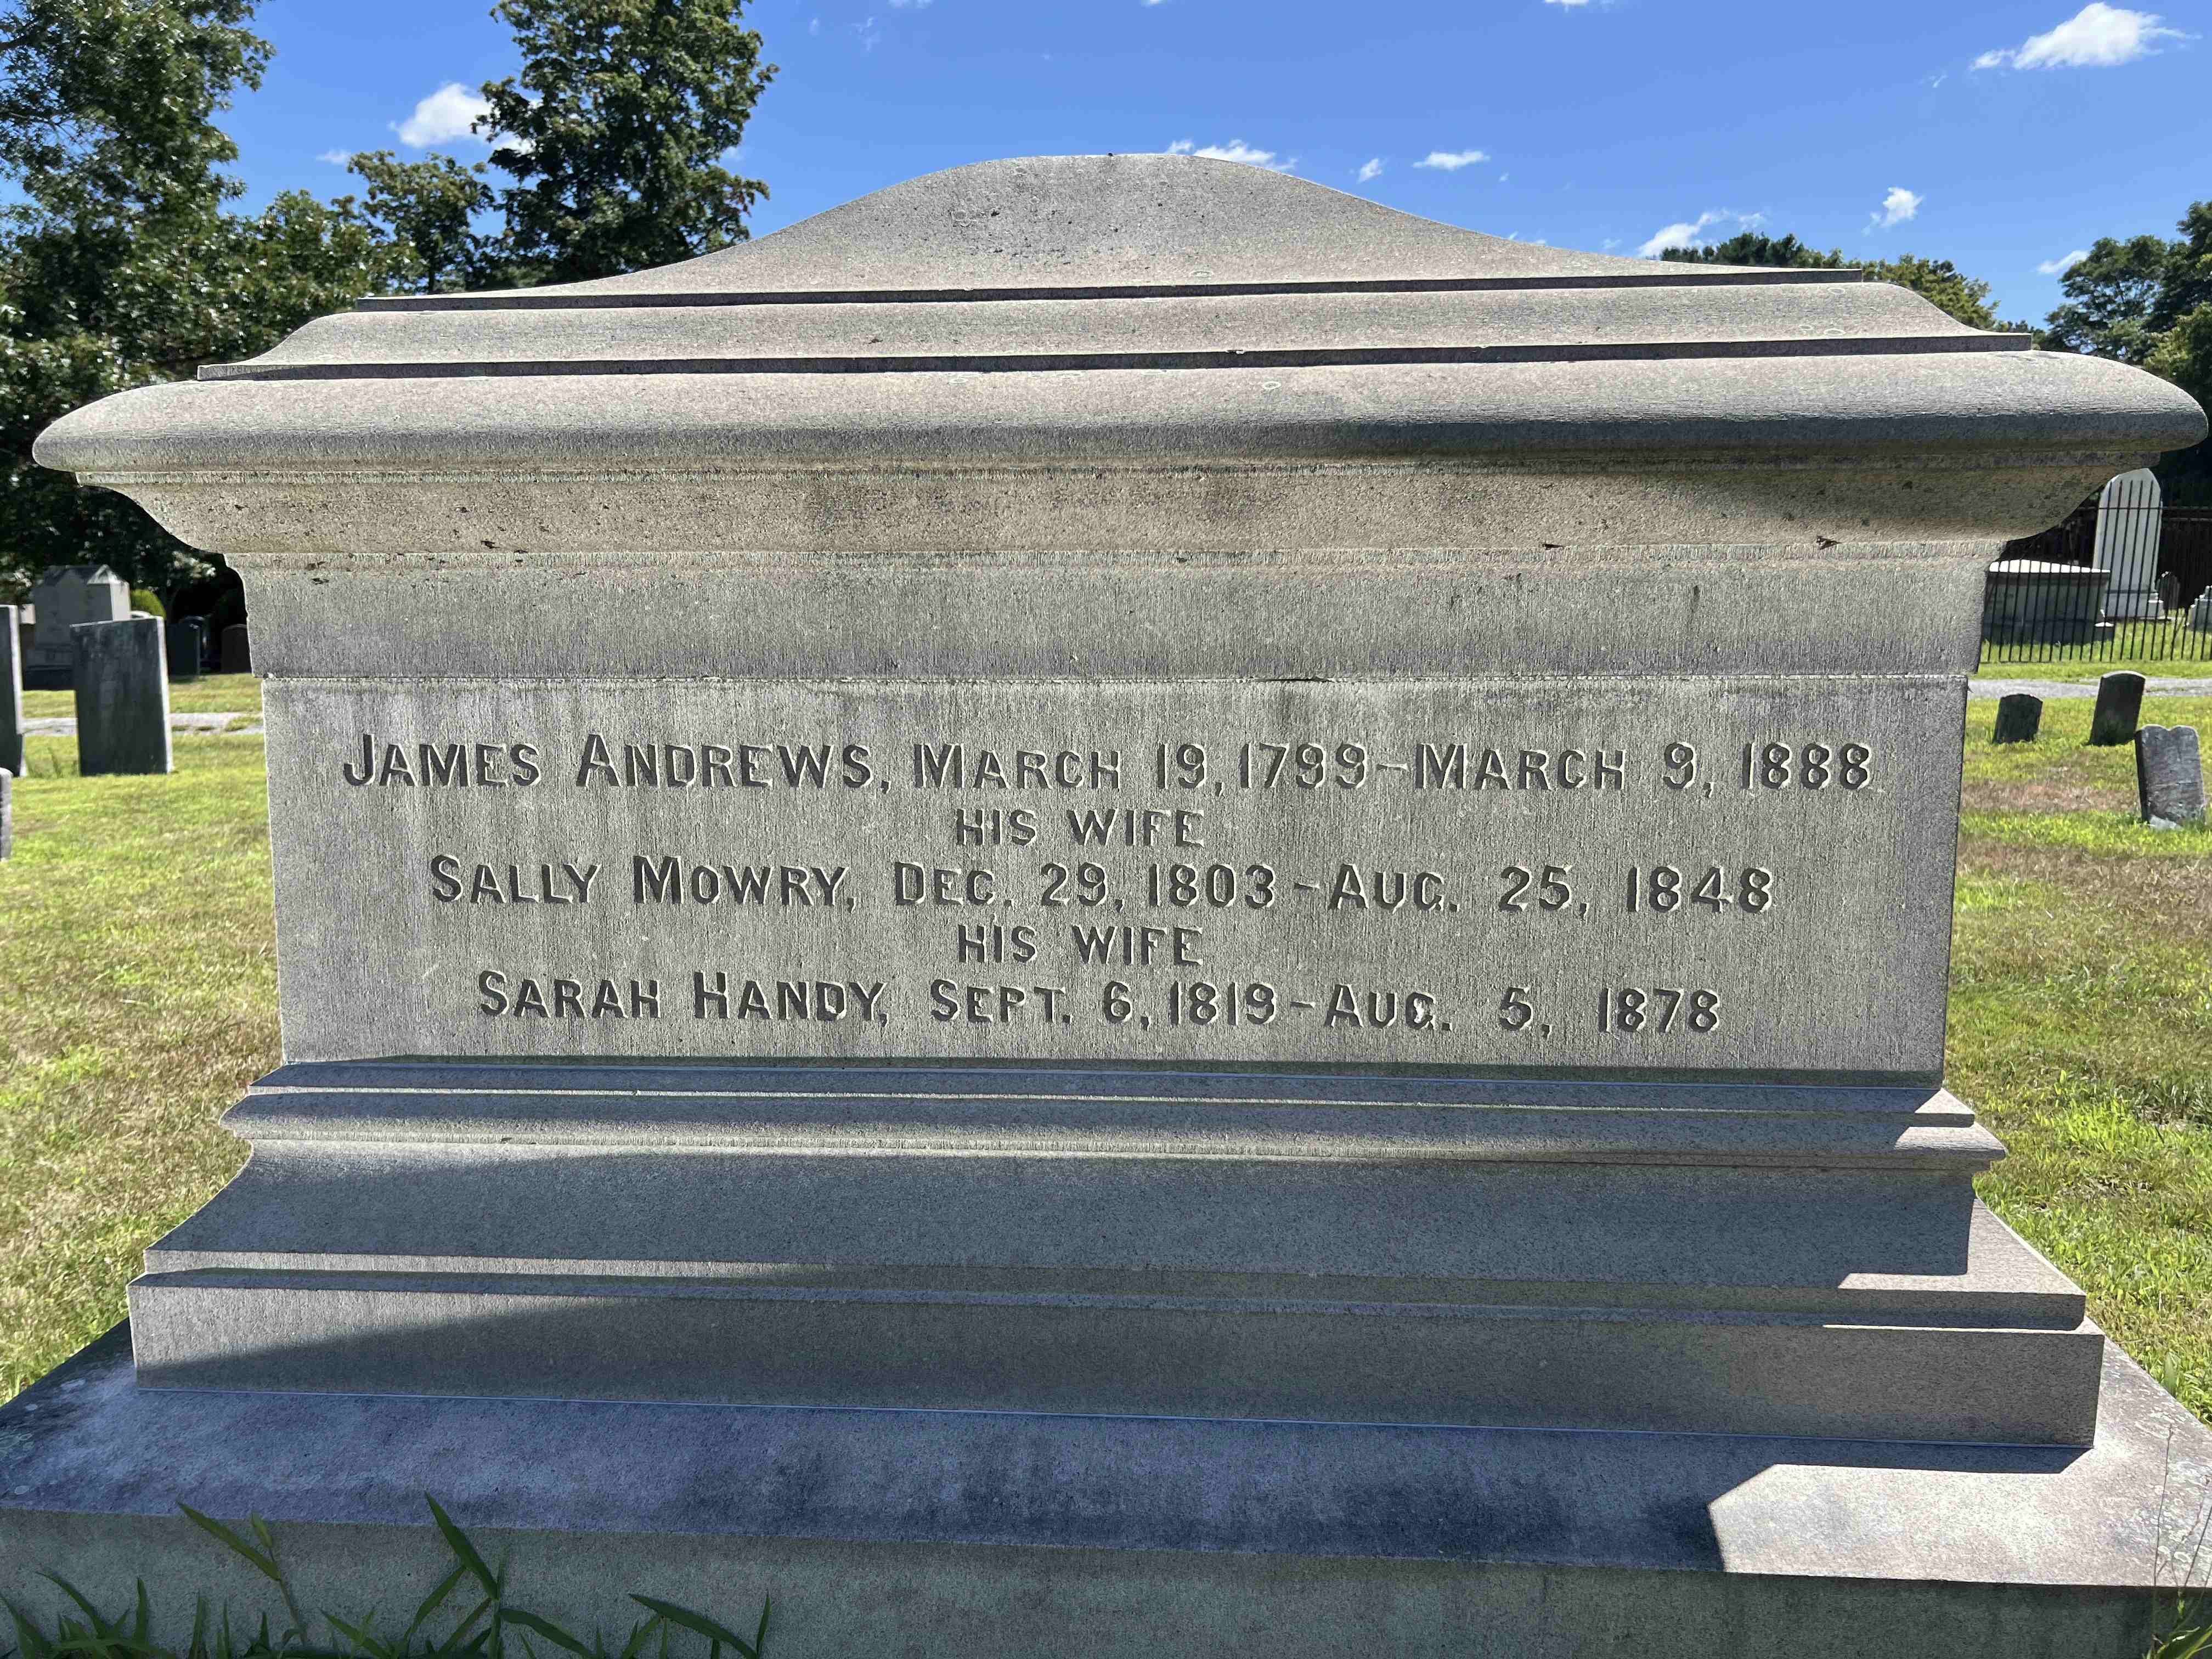 JAMES ANDREWS, MARCH 19, 1799–MARCH 9, 1888
HIS WIFE
SALLY MOWRY, DEC. 29, 1803–AUG. 25, 1848
HIS WIFE
SARAH HANDY, SEPT. 6, 1819–AUG. 5, 1878